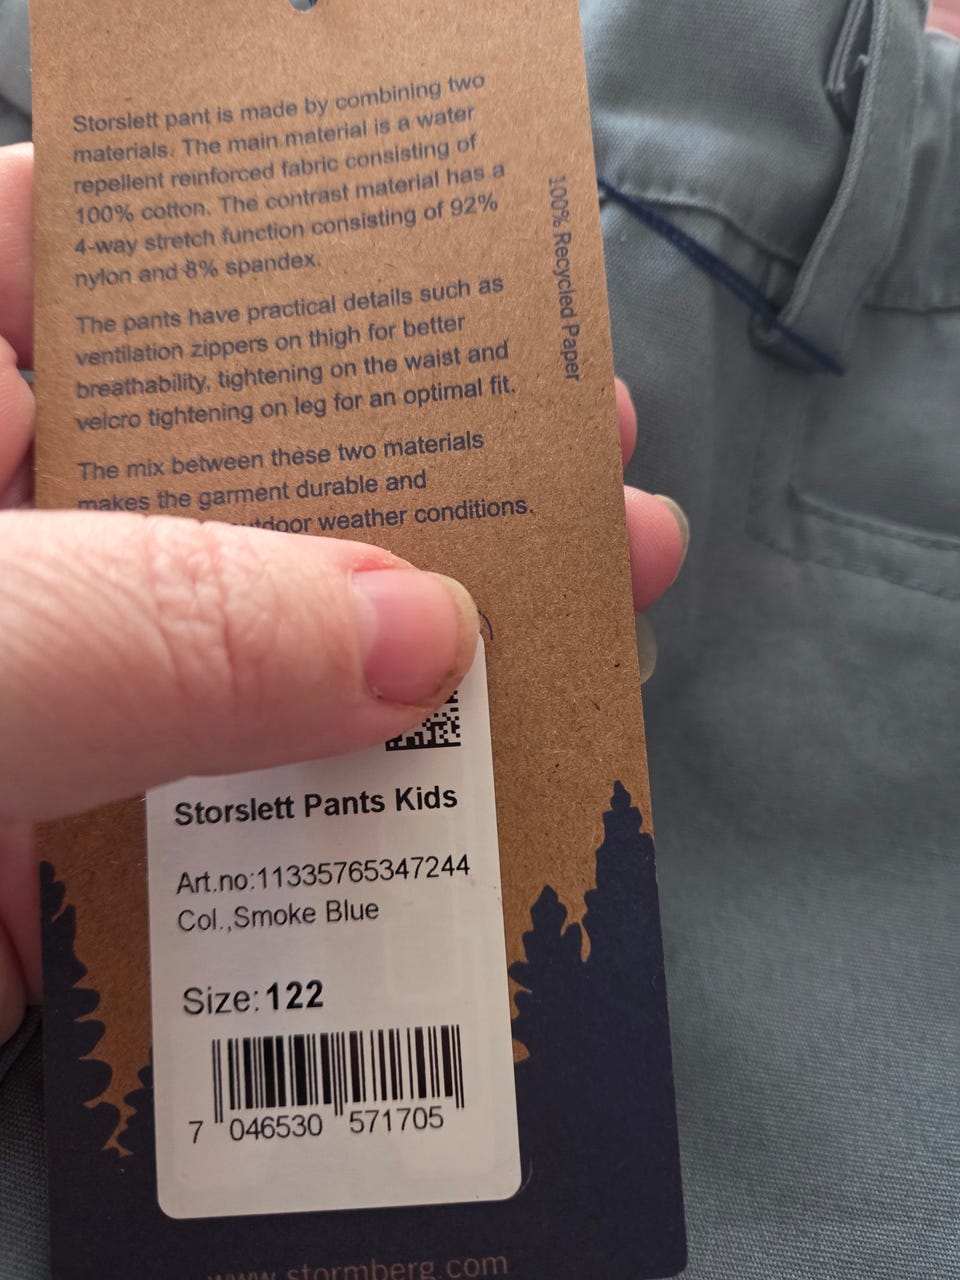 Storslett pant is made by combining two
materials. The main material is a water
repellent reinforced fabric consisting of
100% cotton. The contrast material has a
4-way stretch function consisting of 92%
nylon and 8% spandex.
The pants have practical details such as
ventilation zippers on thigh for better
breathability, tightening on the waist and
velcro tightening on leg for an optimal fit.
The mix between these two materials
makes the garment durable and
weather conditions.
100% Recycled Paper
Storslett Pants Kids
Art.no:11335765347244
Col.,Smoke Blue
Size:122
7 046530 571705
www.stormberg.com